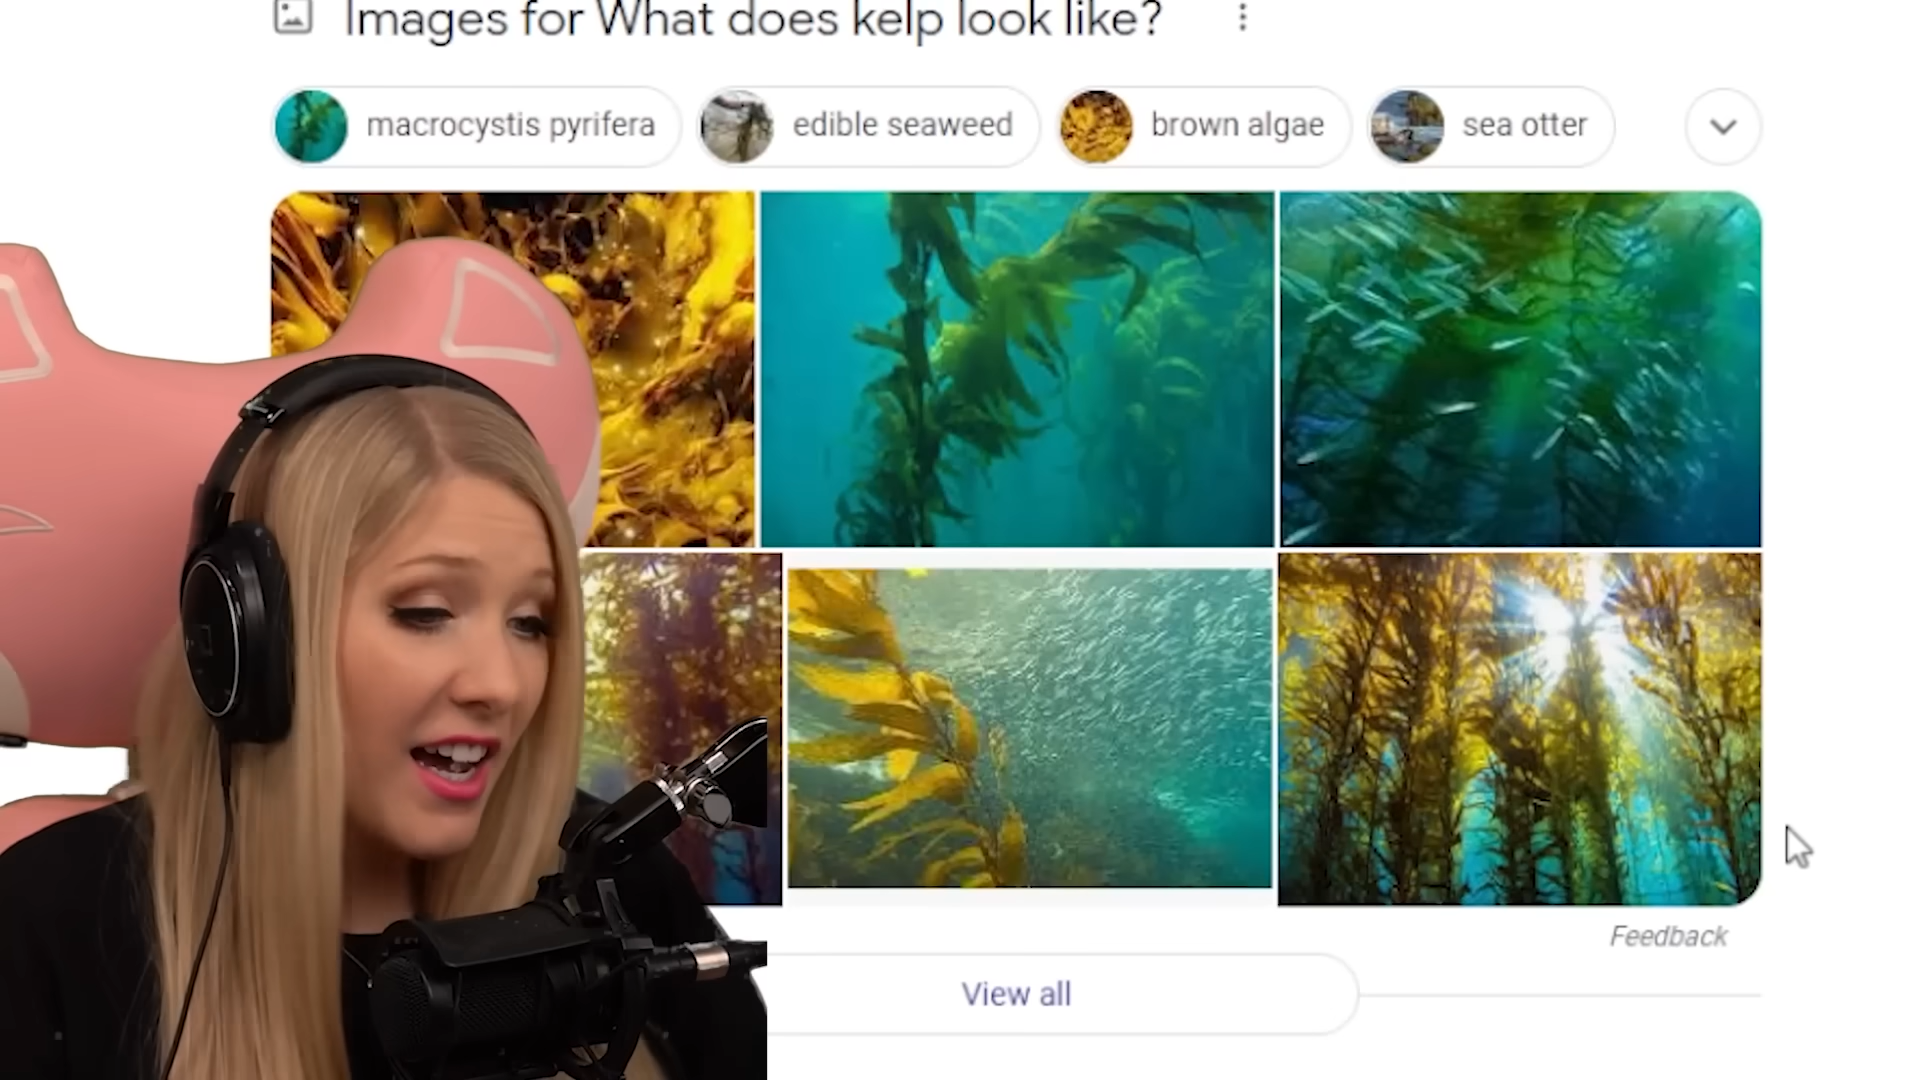 Images for What does kelp look like?
macrocystis pyrifera
edible seaweed
brown algae
sea otter
Feedback
View all